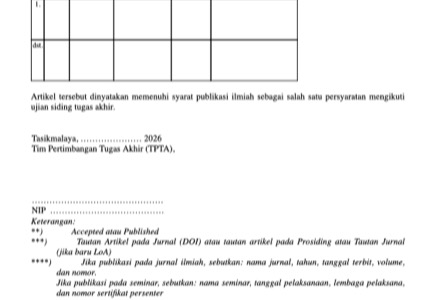 1.
dst.
Artikel tersebut dinyatakan memenuhi syarat publikasi ilmiah sebagai salah satu persyaratan mengikuti
ujian siding tugas akhir.
Tasikmalaya, ...................... 2026
Tim Pertimbangan Tugas Akhir (TPTA),
................................................
NIP ..........................................
Keterangan:
**) Accepted atau Published
***) Tautan Artikel pada Jurnal (DOI) atau tautan artikel pada Prosiding atau Tautan Jurnal
(jika baru LoA)
****) Jika publikasi pada jurnal ilmiah, sebutkan: nama jurnal, tahun, tanggal terbit, volume,
dan nomor.
Jika publikasi pada seminar, sebutkan: nama seminar, tanggal pelaksanaan, lembaga pelaksana,
dan nomor sertifikat persenter